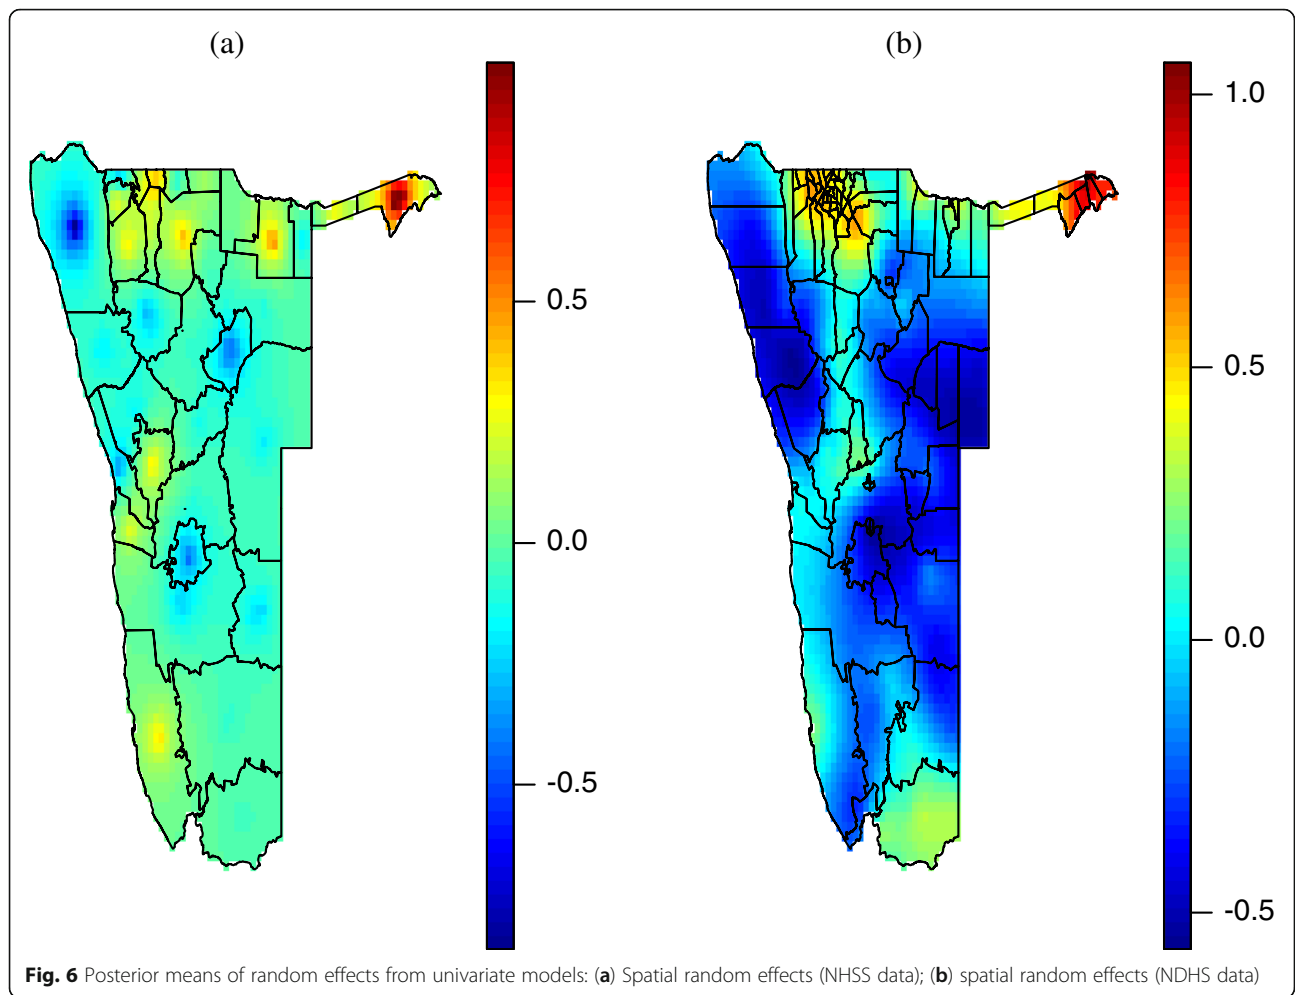 (a)
(b)
0.5
0.0
-0.5
1.0
0.5
0.0
-0.5
Fig. 6 Posterior means of random effects from univariate models: (a) Spatial random effects (NHSS data); (b) spatial random effects (NDHS data)